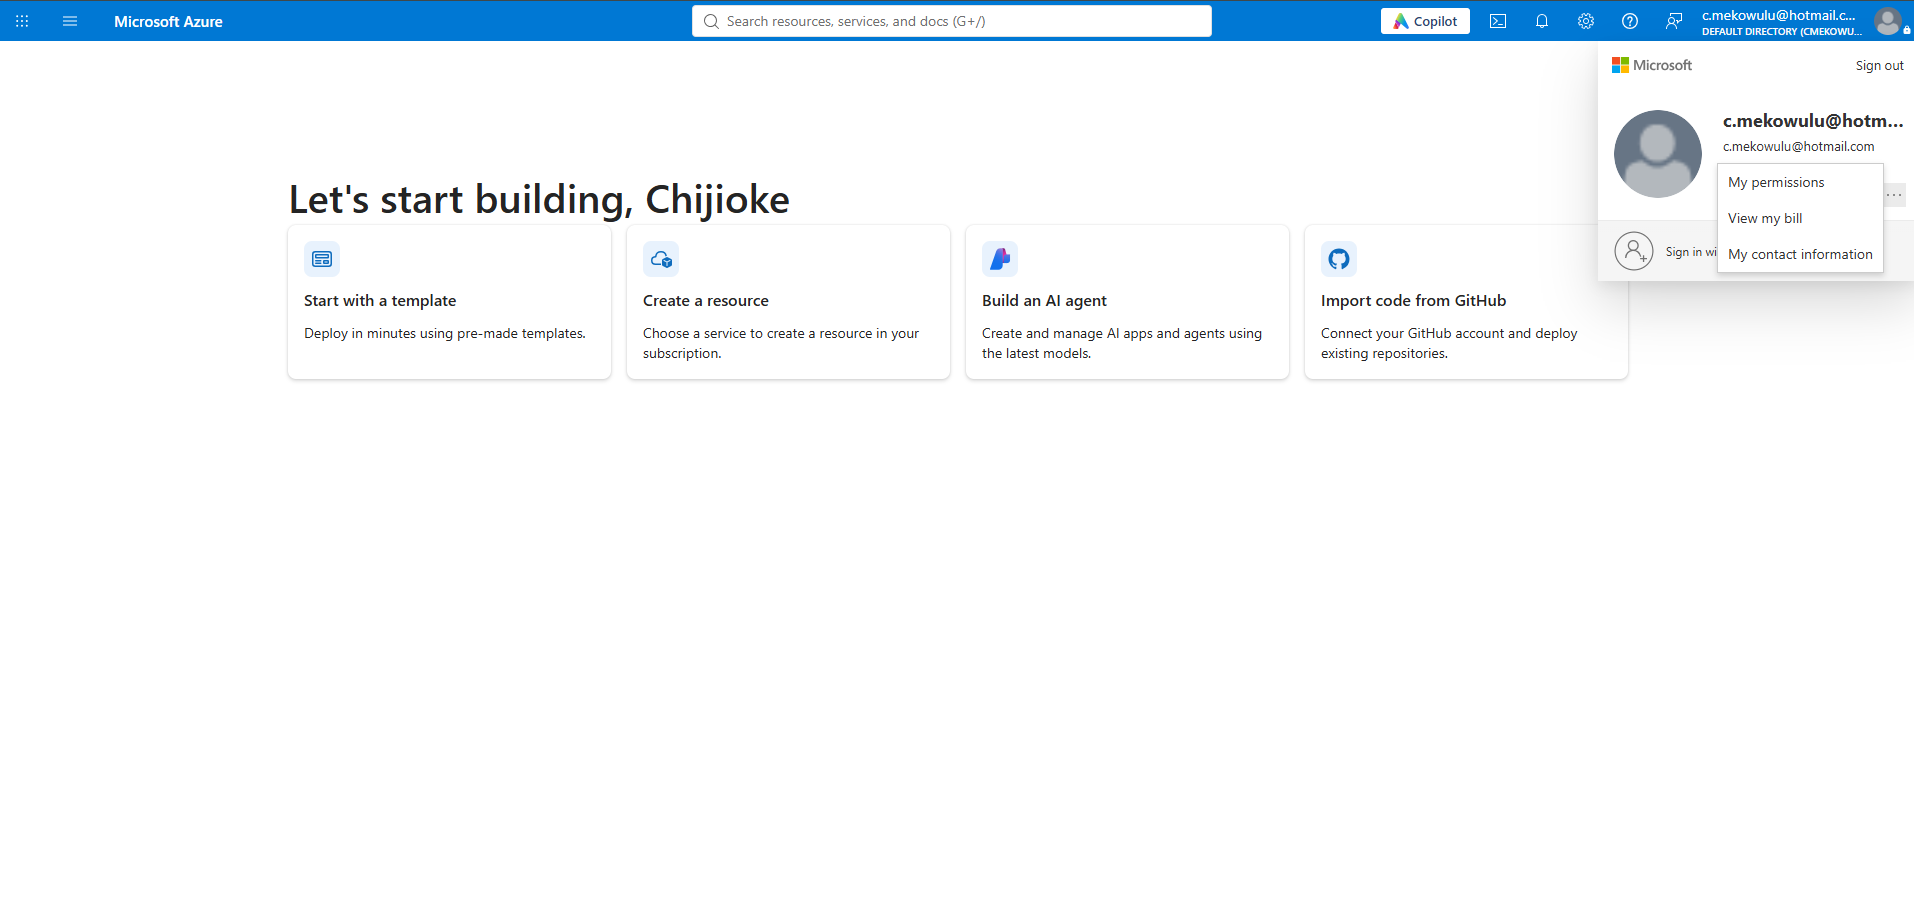 Microsoft Azure
Search resources, services, and docs (G+/)
Copilot
c.mekowulu@hotmail.c...
DEFAULT DIRECTORY (CMEKOWU...
Microsoft
Sign out
c.mekowulu@hotm...
c.mekowulu@hotmail.com
...
My permissions
View my bill
My contact information
Sign in wi
Let's start building, Chijioke
Start with a template
Deploy in minutes using pre-made templates.
Create a resource
Choose a service to create a resource in your
subscription.
Build an AI agent
Create and manage AI apps and agents using
the latest models.
Import code from GitHub
Connect your GitHub account and deploy
existing repositories.